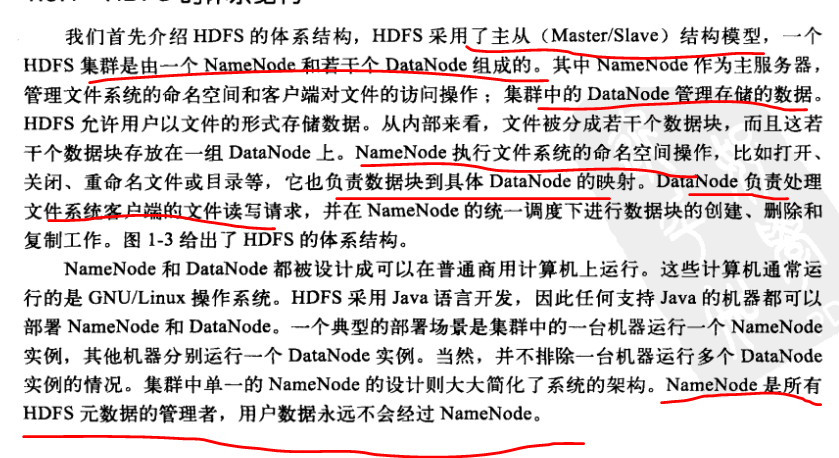 我们首先介绍 HDFS 的体系结构，HDFS 采用了主从（Master/Slave）结构模型，一个
HDFS 集群是由一个 NameNode 和若干个 DataNode 组成的。其中 NameNode 作为主服务器，
管理文件系统的命名空间和客户端对文件的访问操作；集群中的 DataNode 管理存储的数据。
HDFS 允许用户以文件的形式存储数据。从内部来看，文件被分成若干个数据块，而且这若
干个数据块存放在一组 DataNode 上。NameNode 执行文件系统的命名空间操作，比如打开、
关闭、重命名文件或目录等，它也负责数据块到具体 DataNode 的映射。DataNode 负责处理
文件系统客户端的文件读写请求，并在 NameNode 的统一调度下进行数据块的创建、删除和
复制工作。图 1-3 给出了 HDFS 的体系结构。
NameNode 和 DataNode 都被设计成可以在普通商用计算机上运行。这些计算机通常运
行的是 GNU/Linux 操作系统。HDFS 采用 Java 语言开发，因此任何支持 Java 的机器都可以
部署 NameNode 和 DataNode。一个典型的部署场景是集群中的一台机器运行一个 NameNode
实例，其他机器分别运行一个 DataNode 实例。当然，并不排除一台机器运行多个 DataNode
实例的情况。集群中单一的 NameNode 的设计则大大简化了系统的架构。NameNode 是所有
HDFS 元数据的管理者，用户数据永远不会经过 NameNode。